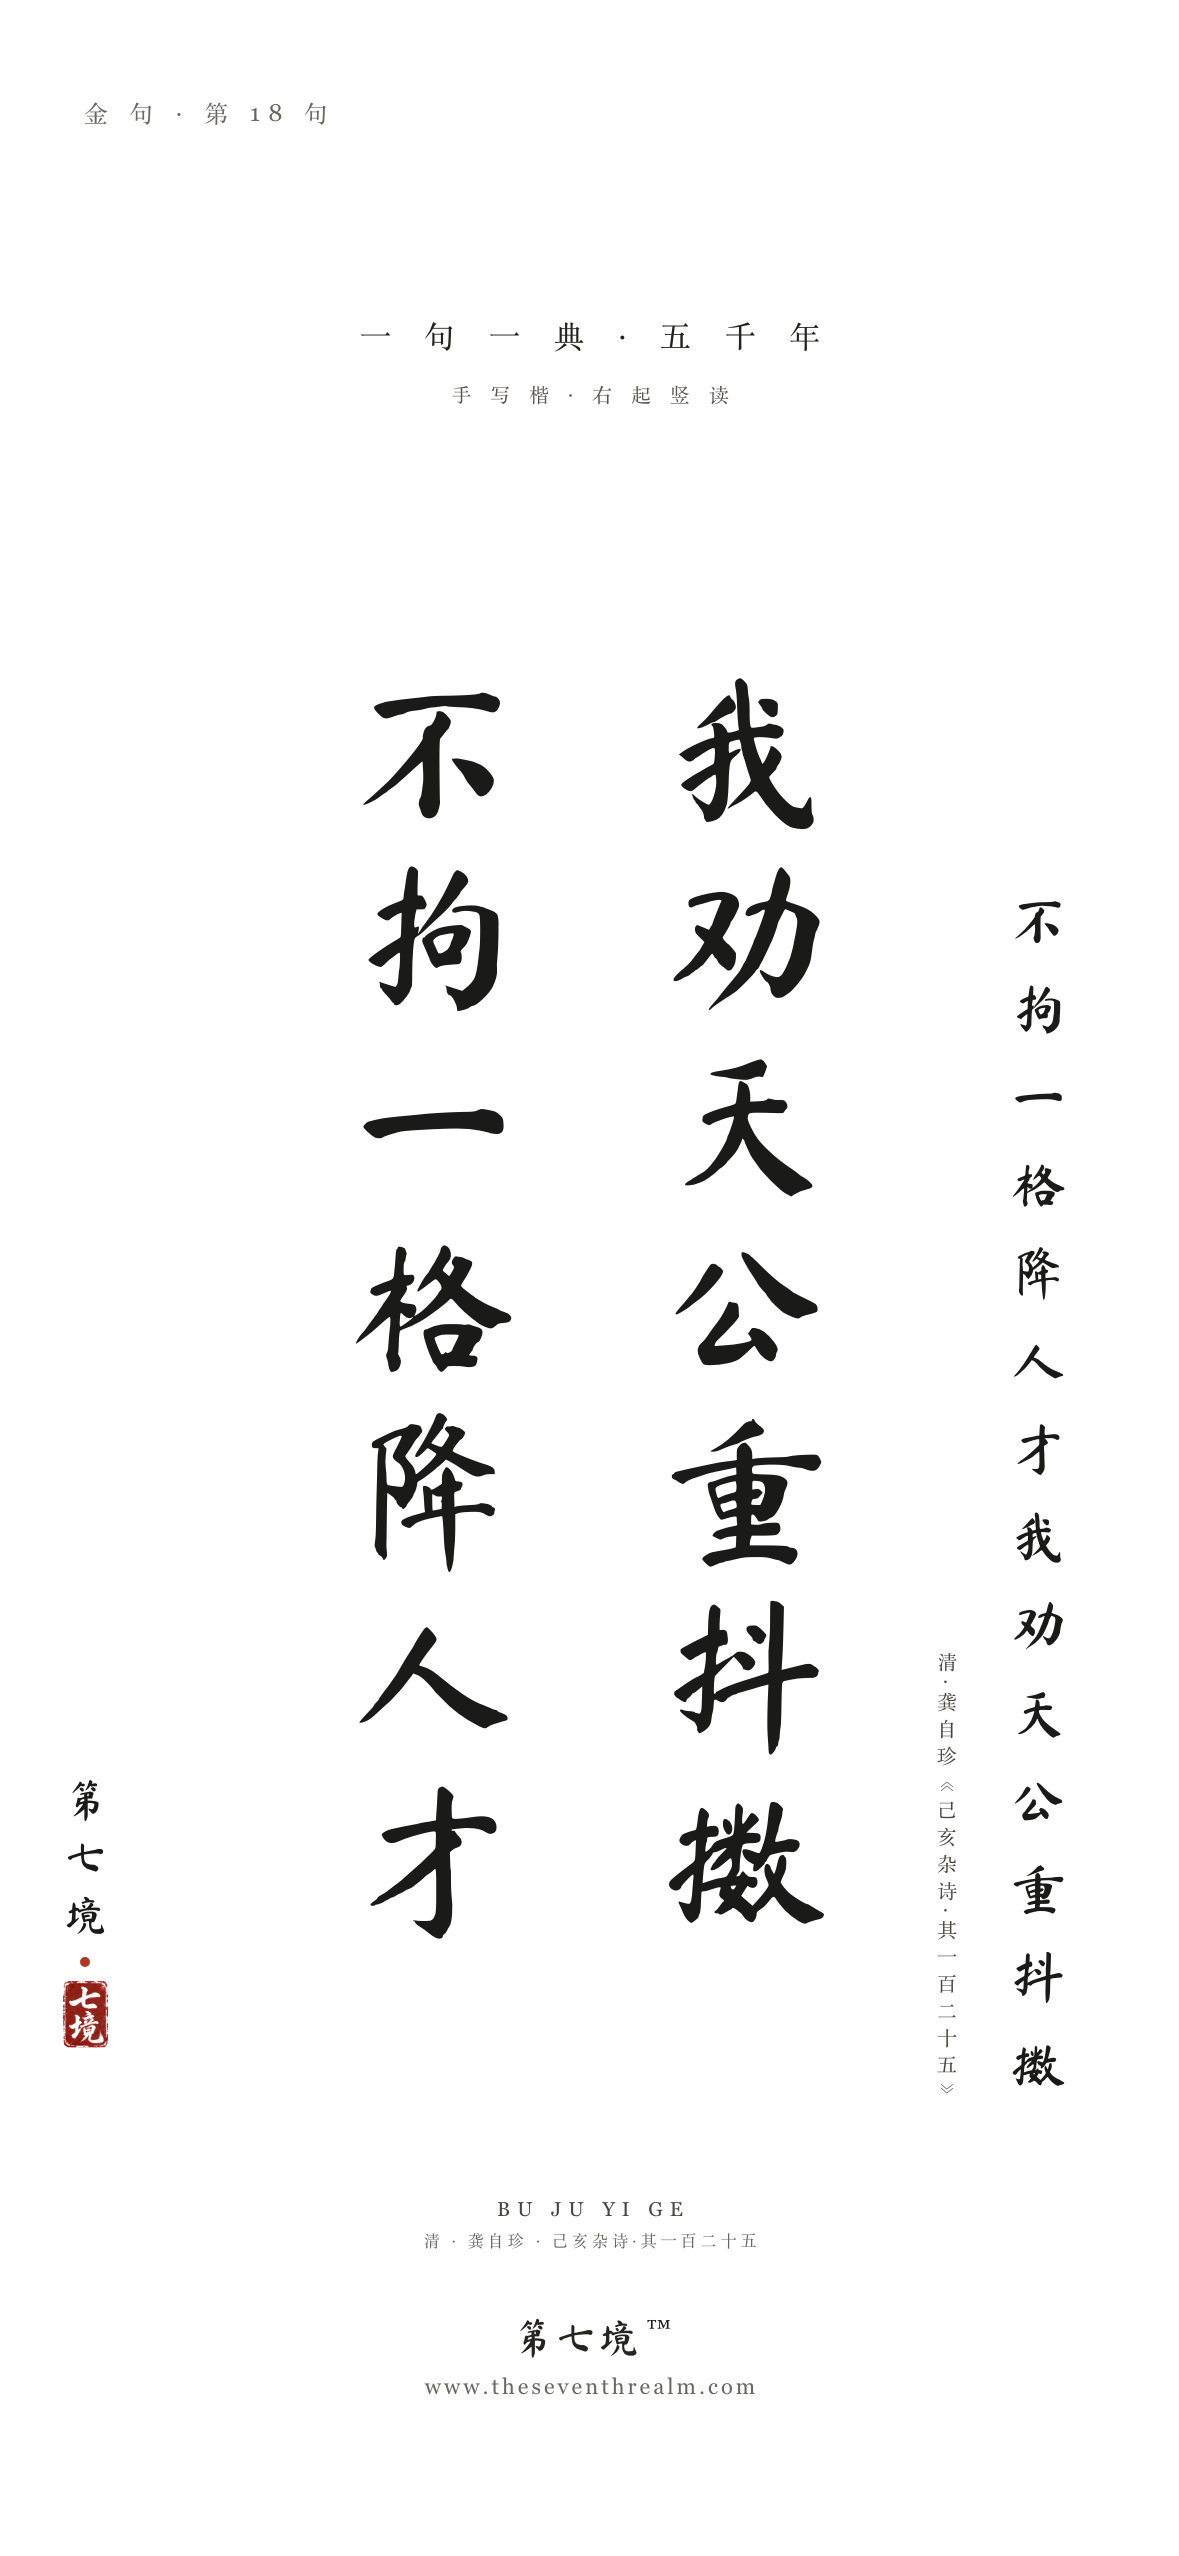 金句·第18句
一句一典·五千年
手写楷·右起竖读
不拘一格降人才我劝天公重抖擞
清·龚自珍《己亥杂诗·其一百二十五》
我劝天公重抖擞
不拘一格降人才
第七境
七境
BU JU YI GE
清·龚自珍·己亥杂诗·其一百二十五
第七境™
www.theseventhrealm.com